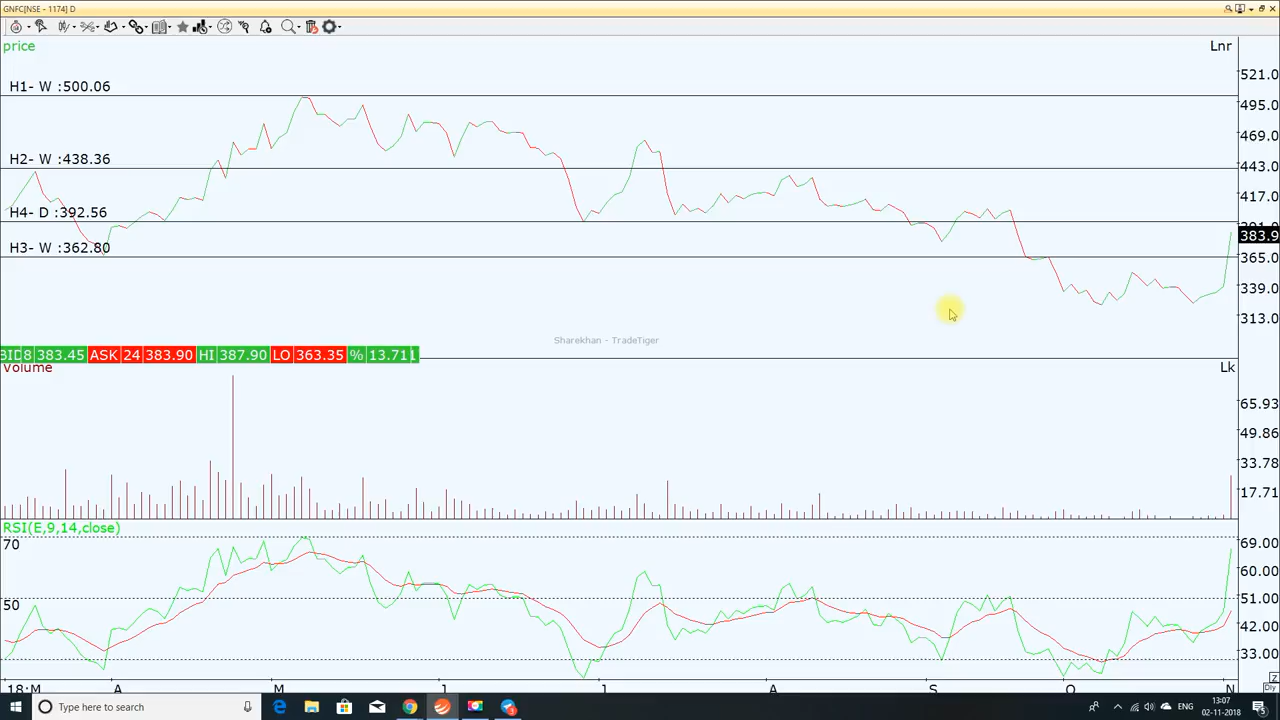 GNFC[NSE - 1174] D
price
Lnr
H1- W :500.06
H2- W :438.36
H4- D :392.56
H3- W :362.80
521.0
495.0
469.0
443.0
417.0
383.9
365.0
339.0
313.0
Sharekhan - TradeTiger
BID 8 383.45 ASK 24 383.90 HI 387.90 LO 363.35 % 13.71
volume
Lk
65.93
49.86
33.78
17.71
RSI(E,9,14,close)
70
50
69.00
60.00
51.00
42.00
33.00
18:M A M J J A S O N
Z
Dly
Type here to search
ENG
13:07
02-11-2018